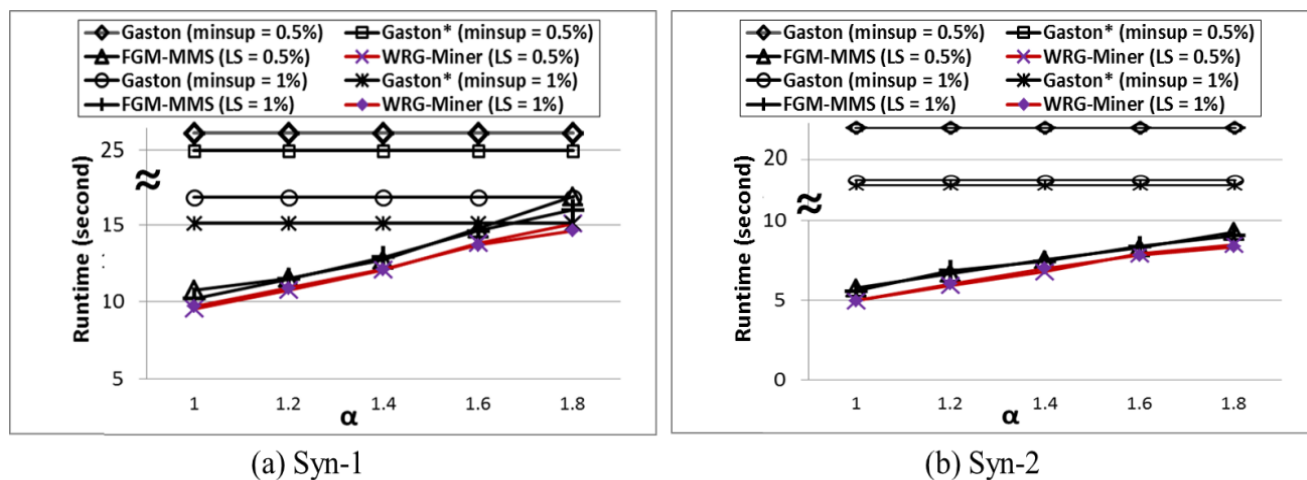 Gaston (minsup = 0.5%) Gaston* (minsup = 0.5%)
FGM-MMS (LS = 0.5%) WRG-Miner (LS = 0.5%)
Gaston (minsup = 1%) Gaston* (minsup = 1%)
FGM-MMS (LS = 1%) WRG-Miner (LS = 1%)
Runtime (second)
25
15
10
5
1 1.2 1.4 1.6 1.8
α
(a) Syn-1
Gaston (minsup = 0.5%) Gaston* (minsup = 0.5%)
FGM-MMS (LS = 0.5%) WRG-Miner (LS = 0.5%)
Gaston (minsup = 1%) Gaston* (minsup = 1%)
FGM-MMS (LS = 1%) WRG-Miner (LS = 1%)
Runtime (second)
20
10
5
0
1 1.2 1.4 1.6 1.8
α
(b) Syn-2